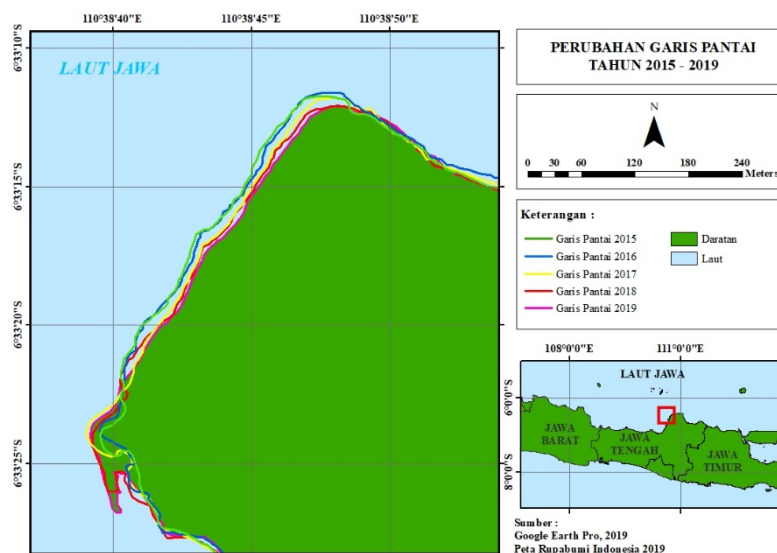 110°38'40"E 110°38'45"E 110°38'50"E
6°33'10"S
6°33'15"S
6°33'20"S
6°33'25"S
LAUT JAWA
PERUBAHAN GARIS PANTAI
TAHUN 2015 - 2019
N
0 30 60 120 180 240
Meters
Keterangan :
Garis Pantai 2015
Garis Pantai 2016
Garis Pantai 2017
Garis Pantai 2018
Garis Pantai 2019
Daratan
Laut
108°0'0"E 111°0'0"E
6°0'0"S
8°0'0"S
LAUT JAWA
JAWA
BARAT
JAWA
TENGAH
JAWA
TIMUR
Sumber :
Google Earth Pro, 2019
Peta Rupabumi Indonesia 2019